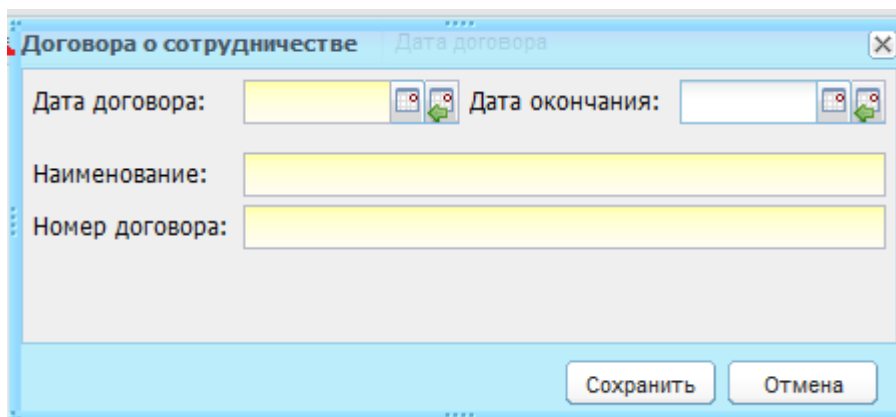 Договора о сотрудничестве Дата договора
Дата договора: Дата окончания:
Наименование:
Номер договора:
Сохранить Отмена